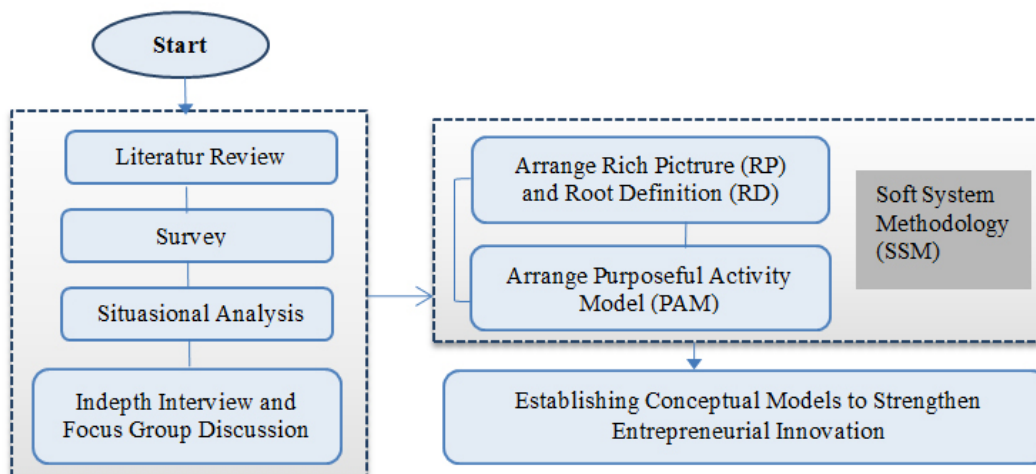 Start
Literatur Review
Survey
Situasional Analysis
Indepth Interview and
Focus Group Discussion
Arrange Rich Pictrure (RP)
and Root Definition (RD)
Arrange Purposeful Activity
Model (PAM)
Soft System
Methodology
(SSM)
Establishing Conceptual Models to Strengthen
Entrepreneurial Innovation